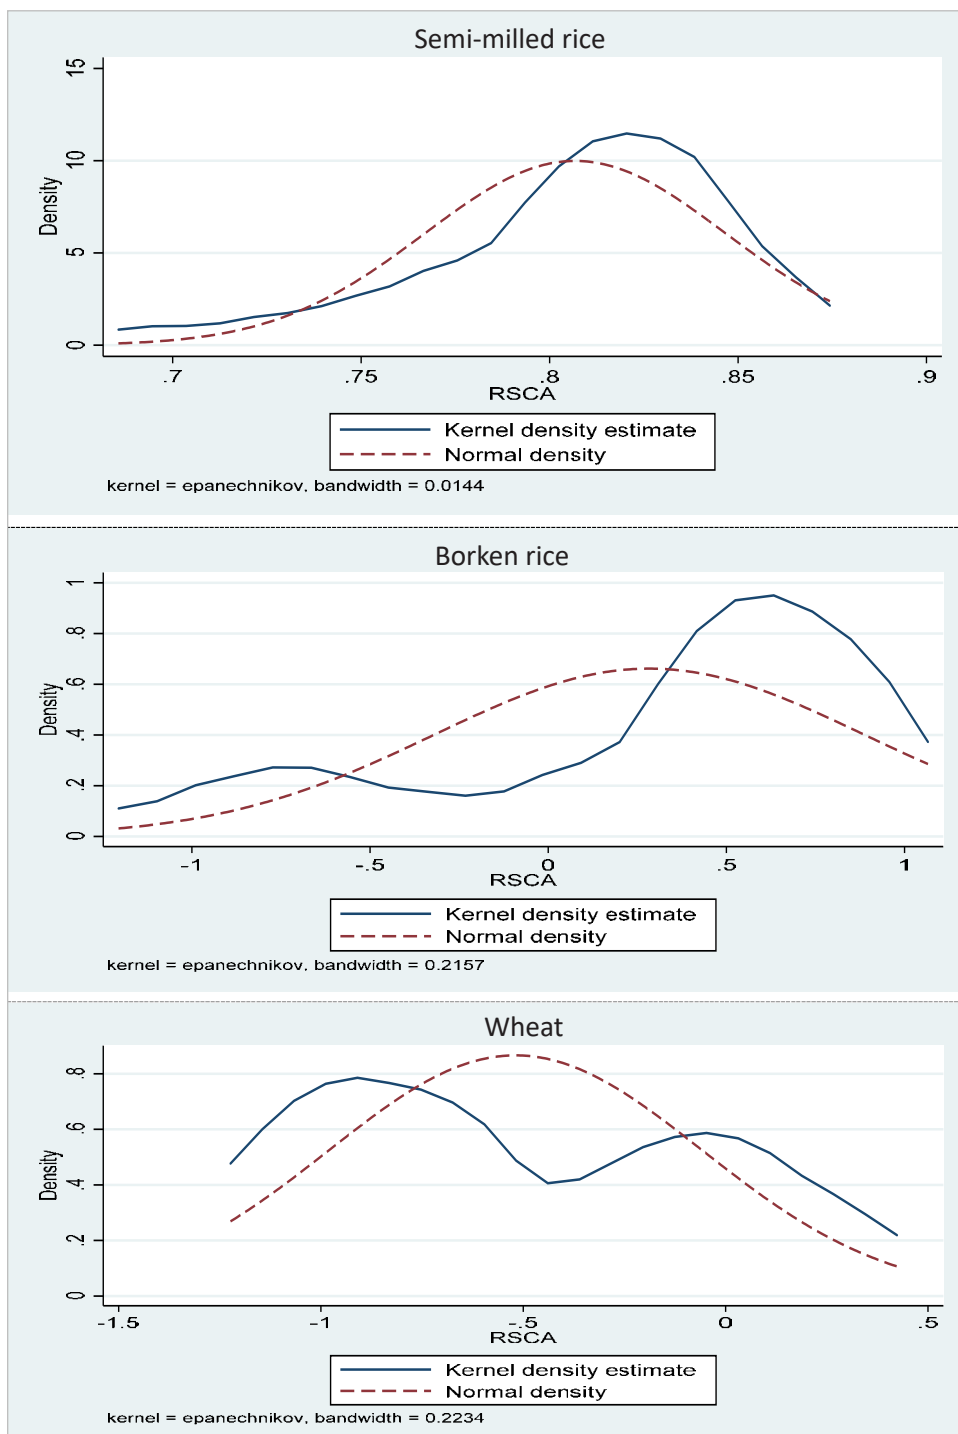 Semi-milled rice
15
10
5
0
Density
.7 .75 .8 .85 .9
RSCA
Kernel density estimate
Normal density
kernel = epanechnikov, bandwidth = 0.0144
Borken rice
1
.8
.6
.4
.2
0
Density
-1 -.5 0 .5 1
RSCA
Kernel density estimate
Normal density
kernel = epanechnikov, bandwidth = 0.2157
Wheat
.8
.6
.4
.2
0
Density
-1.5 -1 -.5 0 .5
RSCA
Kernel density estimate
Normal density
kernel = epanechnikov, bandwidth = 0.2234